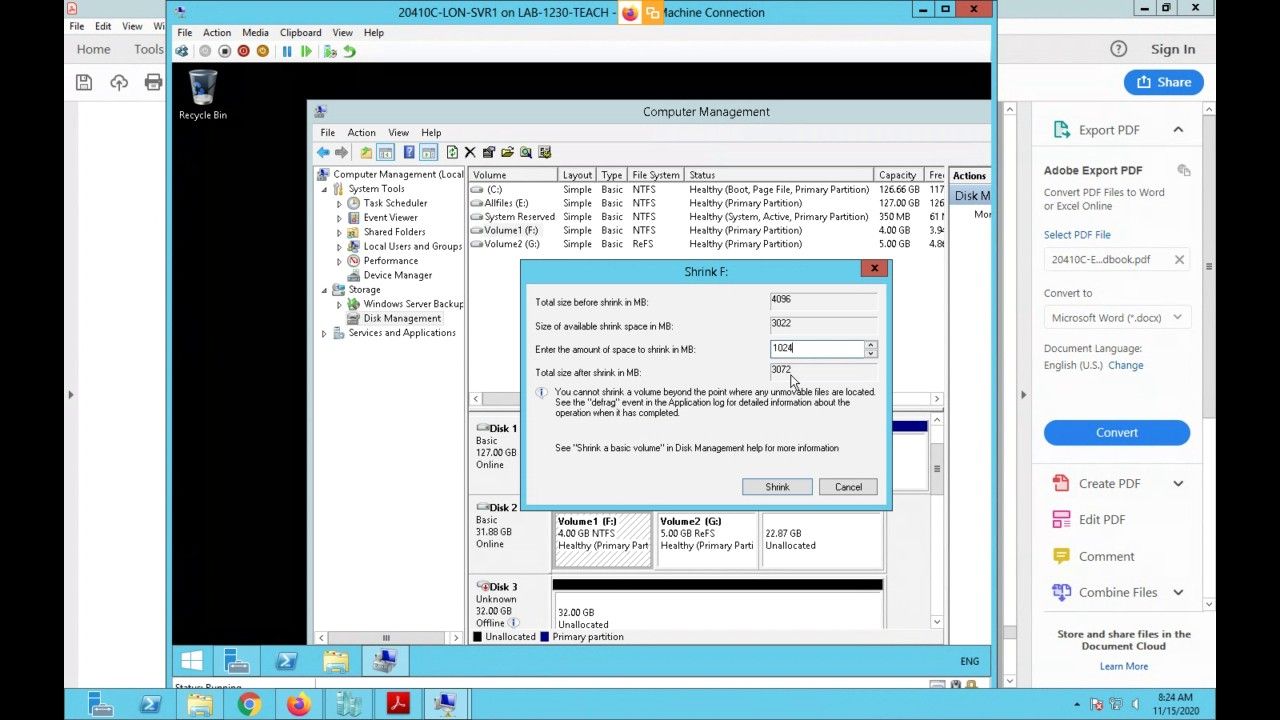 20410C-LON-SVR1 on LAB-1230-TEACH - Machine Connection
File Edit View Wi
Home Tools
Sign In
Share
File Action Media Clipboard View Help
Recycle Bin
Computer Management
File Action View Help
Computer Management (Local
System Tools
Task Scheduler
Event Viewer
Shared Folders
Local Users and Groups
Performance
Device Manager
Storage
Windows Server Backup
Disk Management
Services and Applications
Volume Layout Type File System Status Capacity Fre
(C:) Simple Basic NTFS Healthy (Boot, Page File, Primary Partition) 126.66 GB 117
Allfiles (E:) Simple Basic NTFS Healthy (Primary Partition) 127.00 GB 126
System Reserved Simple Basic NTFS Healthy (System, Active, Primary Partition) 350 MB 61
Volume1 (F:) Simple Basic NTFS Healthy (Primary Partition) 4.00 GB 3.94
Volume2 (G:) Simple Basic ReFS Healthy (Primary Partition) 5.00 GB 4.86
Actions
Disk M
Mor
Shrink F:
Total size before shrink in MB: 4096
Size of available shrink space in MB: 3022
Enter the amount of space to shrink in MB: 1024
Total size after shrink in MB: 3072
You cannot shrink a volume beyond the point where any unmovable files are located.
See the "defrag" event in the Application log for detailed information about the
operation when it has completed.
See "Shrink a basic volume" in Disk Management help for more information
Shrink Cancel
Disk 1
Basic
127.00 GB
Online
Disk 2
Basic
31.88 GB
Online
Volume1 (F:)
4.00 GB NTFS
Healthy (Primary Part
Volume2 (G:)
5.00 GB ReFS
Healthy (Primary Parti
22.87 GB
Unallocated
Disk 3
Unknown
32.00 GB
Offline
32.00 GB
Unallocated
Unallocated Primary partition
ENG
Status: Running
Export PDF
Adobe Export PDF
Convert PDF Files to Word
or Excel Online
Select PDF File
20410C-E...dbook.pdf
Convert to
Microsoft Word (*.docx)
Document Language:
English (U.S.) Change
Convert
Create PDF
Edit PDF
Comment
Combine Files
Store and share files in the
Document Cloud
Learn More
8:24 AM
11/15/2020